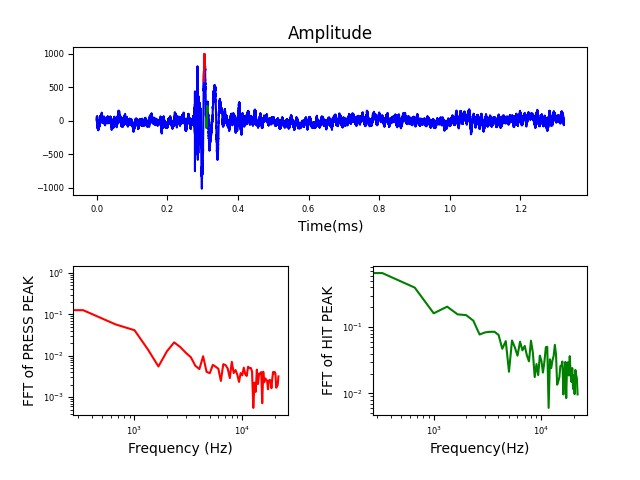 Amplitude
1000
500
0
−500
−1000
0.0 0.2 0.4 0.6 0.8 1.0 1.2
Time(ms)
FFT of PRESS PEAK
10⁰
10⁻¹
10⁻²
10⁻³
10³ 10⁴
Frequency (Hz)
FFT of HIT PEAK
10⁻¹
10⁻²
10³ 10⁴
Frequency(Hz)